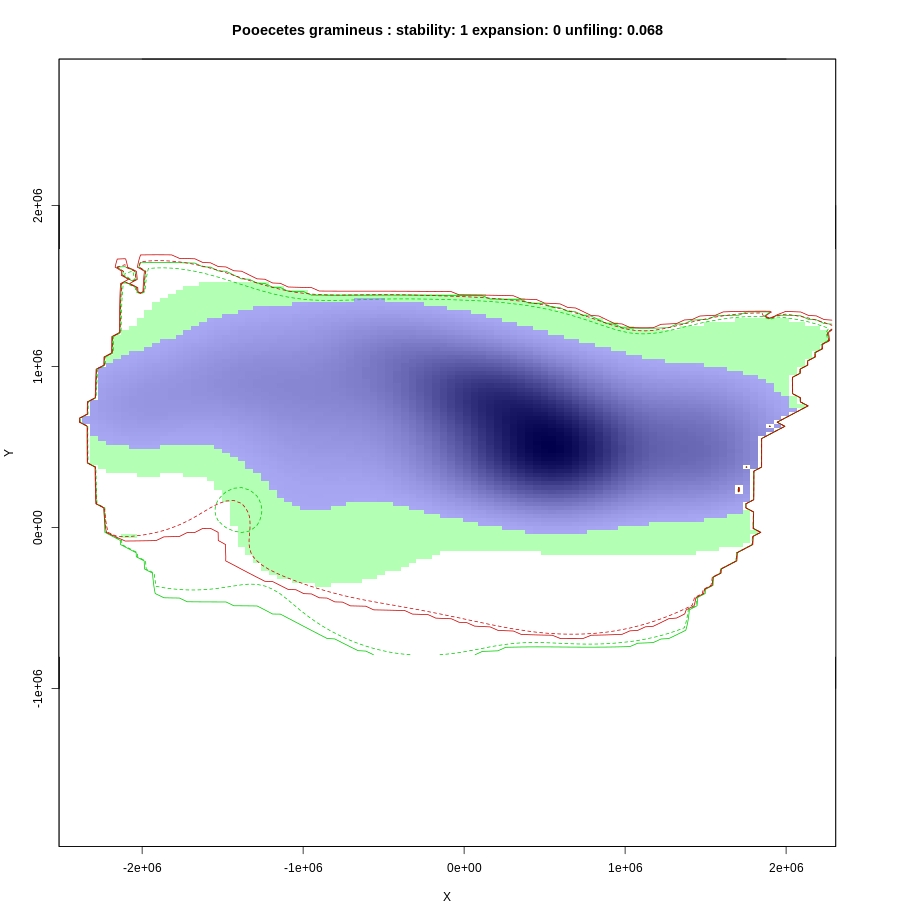 Pooecetes gramineus : stability: 1 expansion: 0 unfiling: 0.068
2e+06
1e+06
Y
0e+00
-1e+06
-2e+06 -1e+06 0e+00 1e+06 2e+06
X